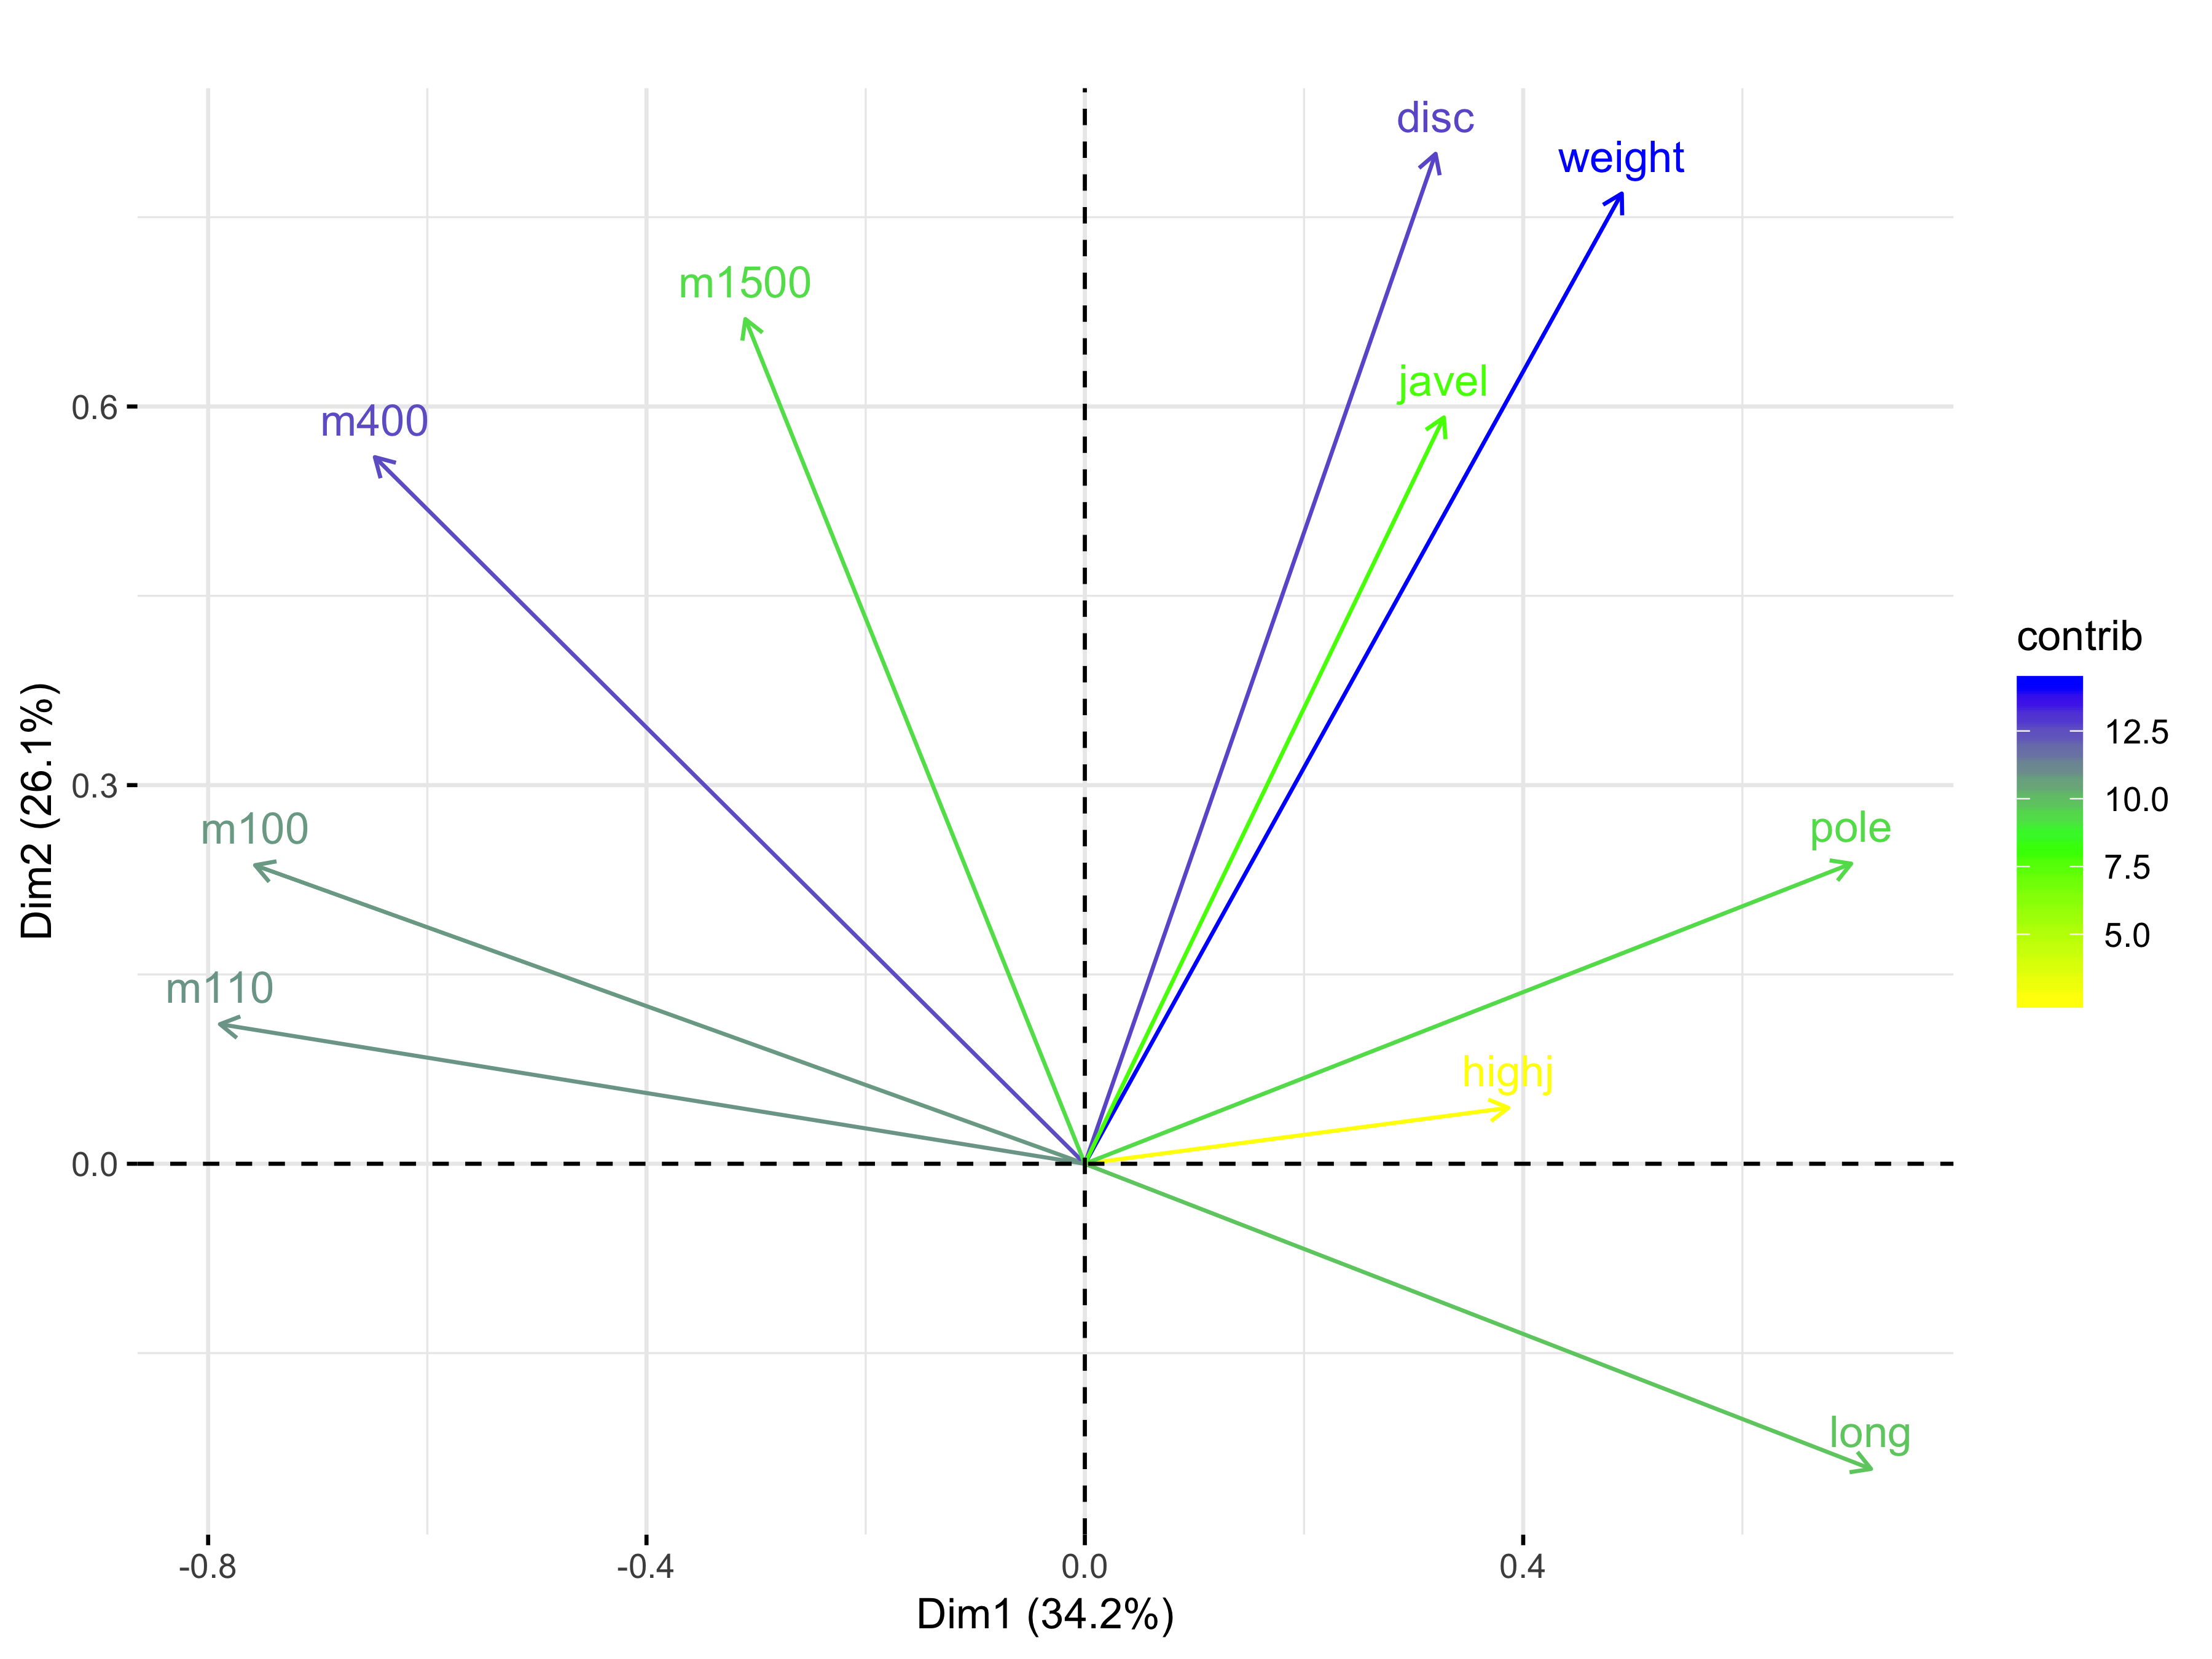 disc
weight
m1500
javel
0.6
m400
contrib
12.5
10.0
7.5
5.0
0.3
m100
pole
Dim2 (26.1%)
m110
highj
0.0
long
-0.8
-0.4
0.0
0.4
Dim1 (34.2%)